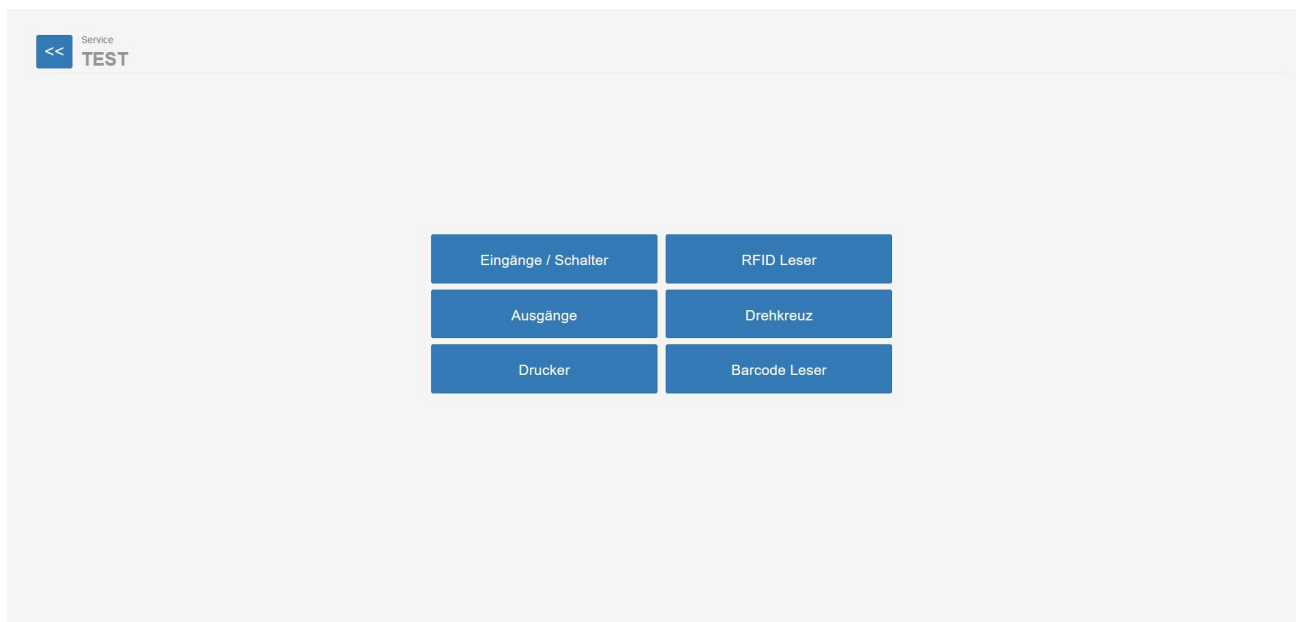 <<
Service
TEST
Eingänge / Schalter
RFID Leser
Ausgänge
Drehkreuz
Drucker
Barcode Leser